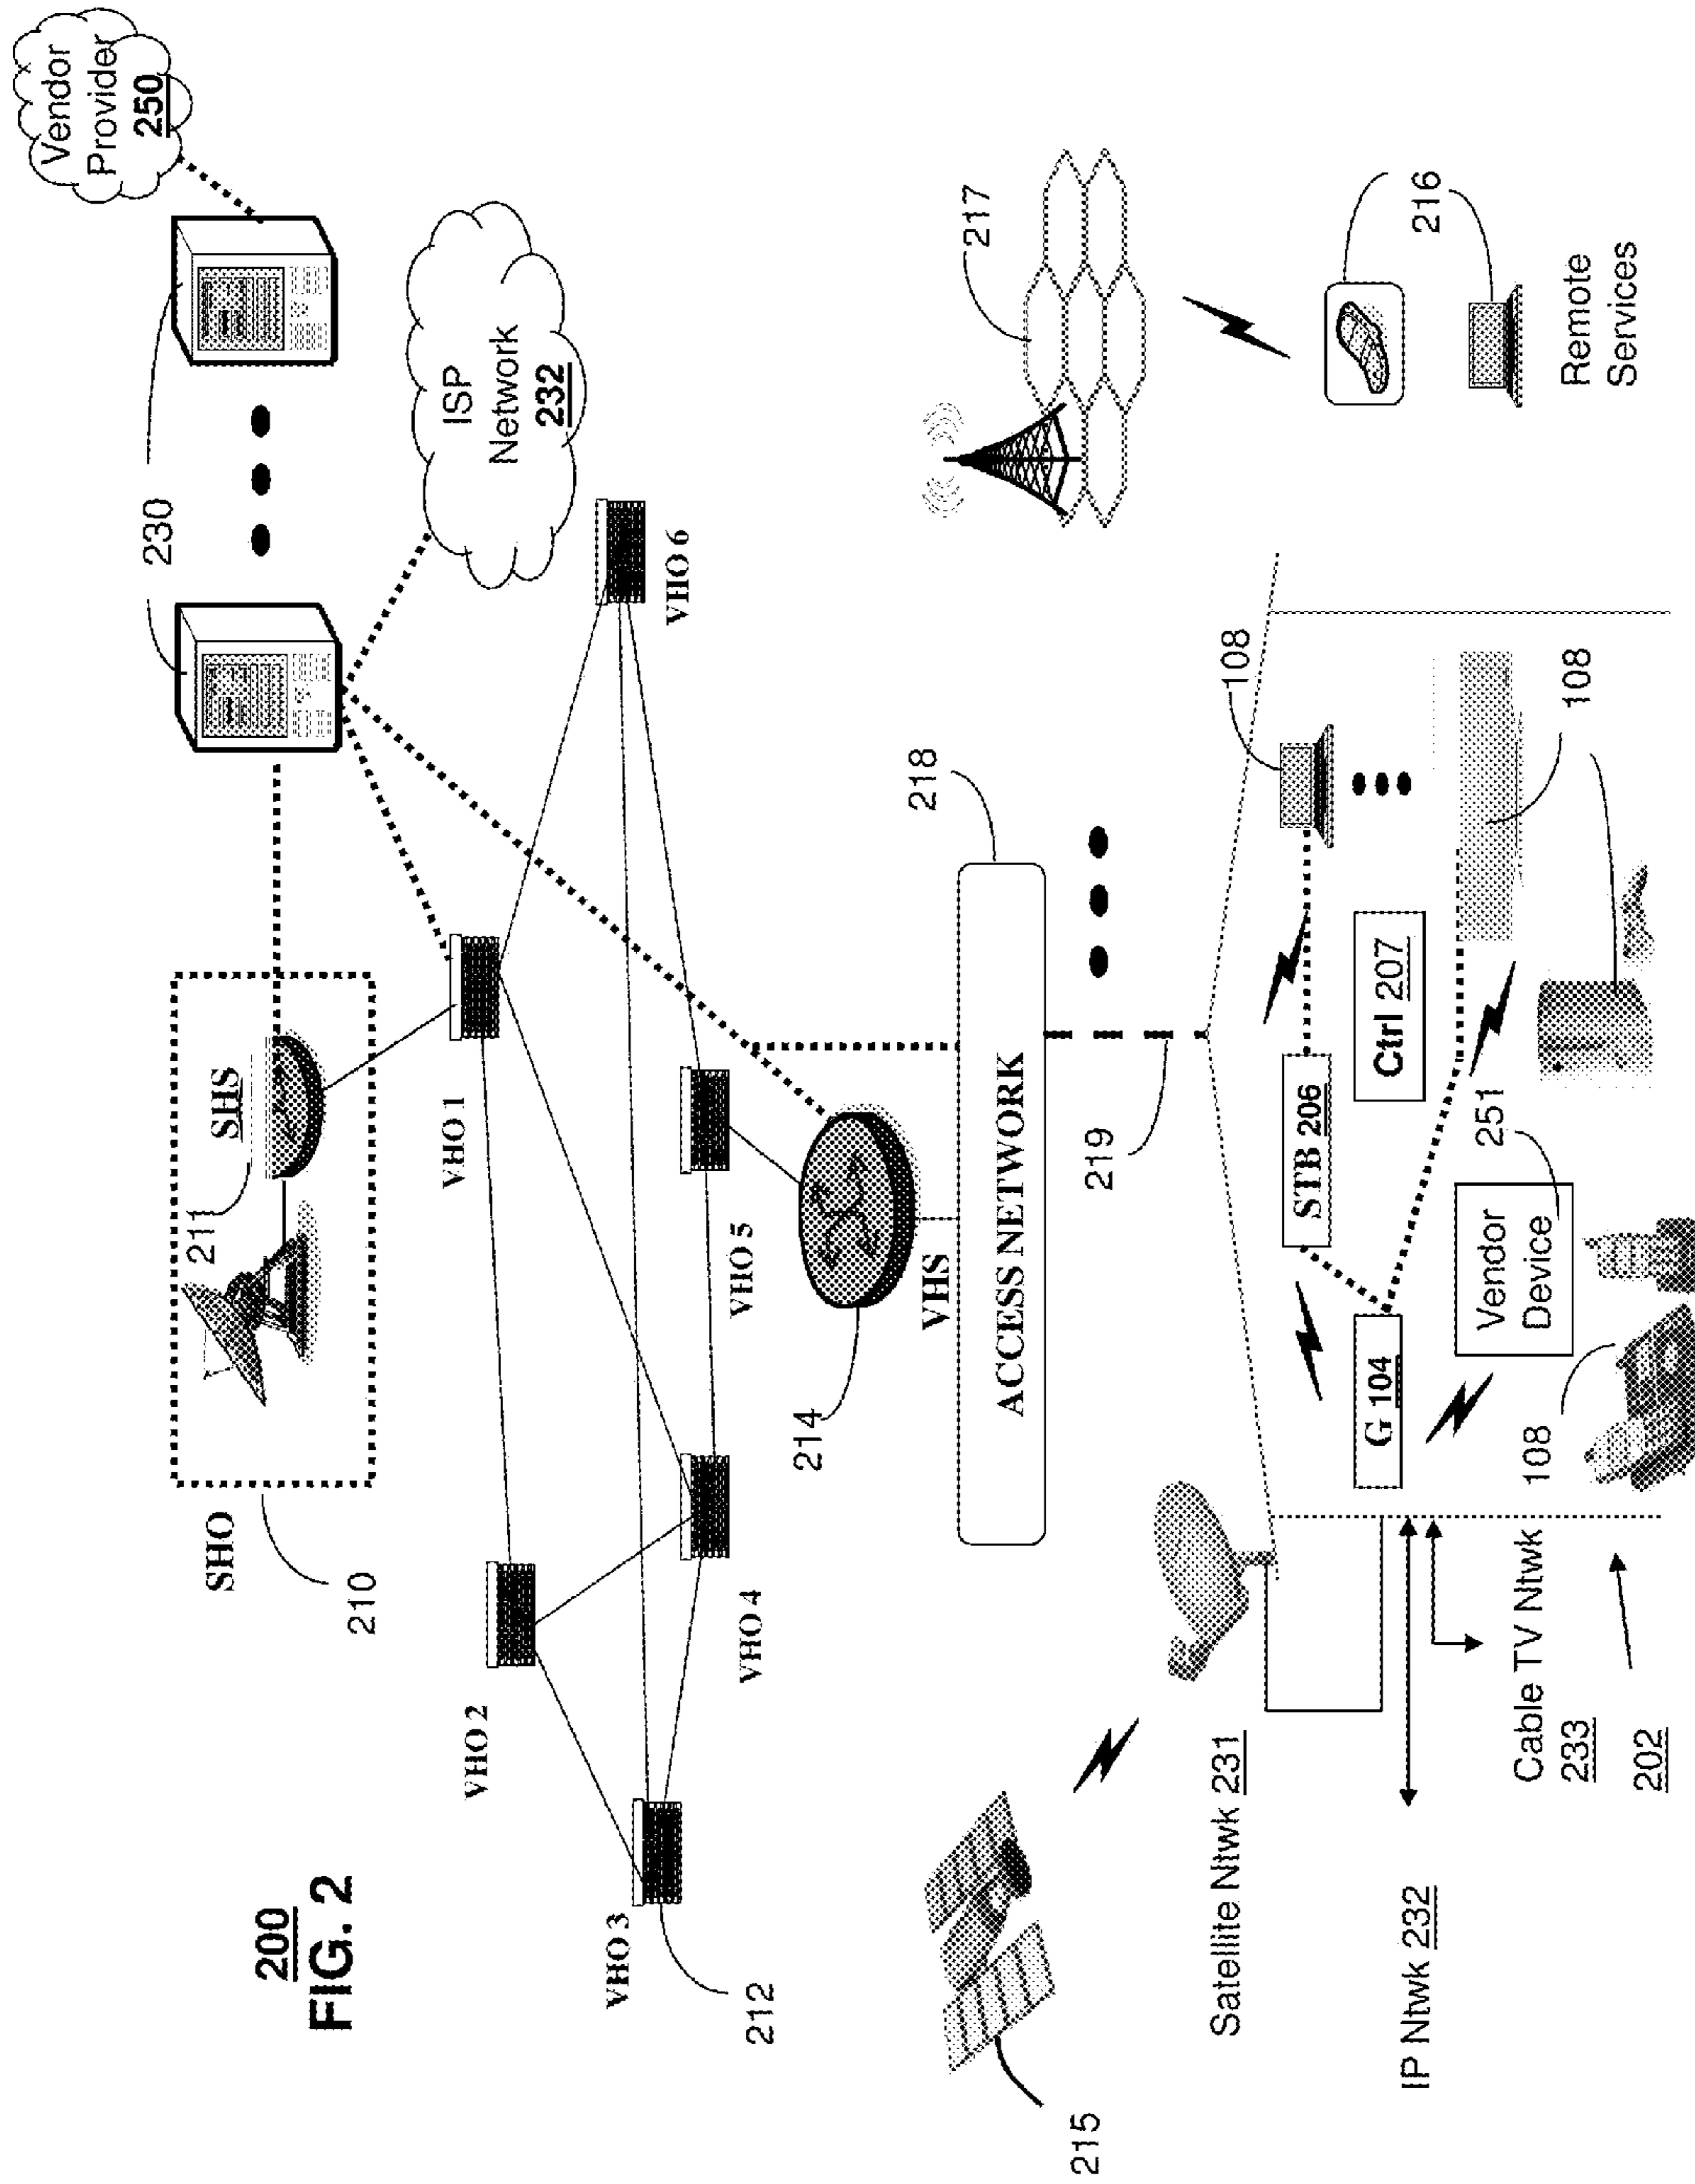 200
FIG. 2
SHO
210
SHS
211
230
Vendor
Provider
250
ISP
Network
232
VHO 1
VHO 2
VHO 3
212
VHO 4
VHO 5
VHO 6
214
VHS
ACCESS NETWORK
218
219
215
217
216
Remote
Services
Satellite Ntwk 231
IP Ntwk 232
Cable TV Ntwk
233
202
G 104
STB 206
Ctrl 207
108
108
Vendor
Device
251
108